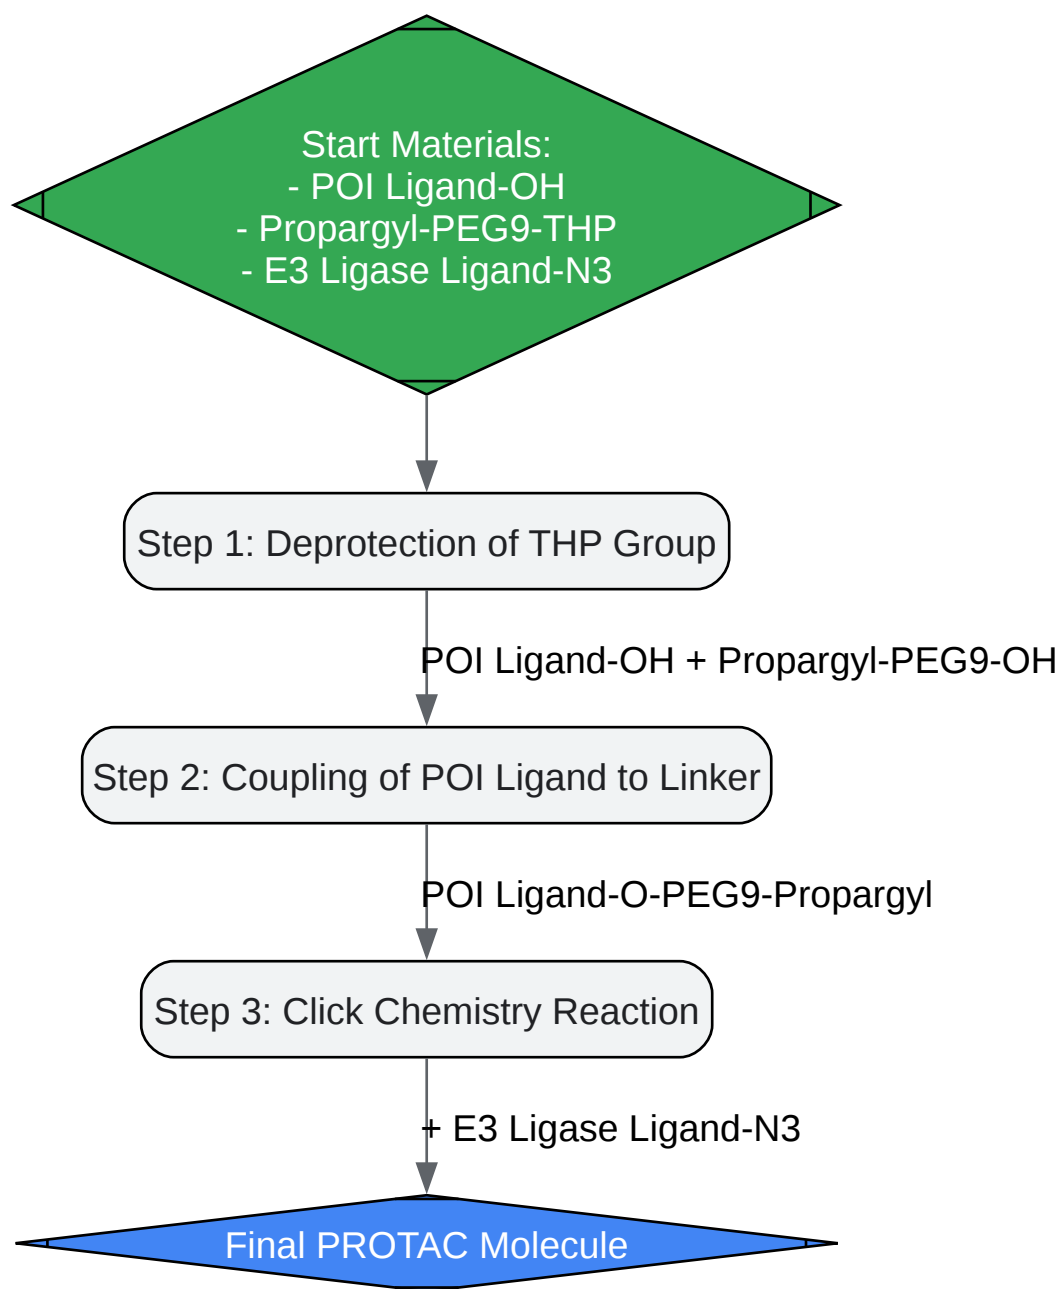 Start Materials:
- POI Ligand-OH
- Propargyl-PEG9-THP
- E3 Ligase Ligand-N3
Step 1: Deprotection of THP Group
POI Ligand-OH + Propargyl-PEG9-OH
Step 2: Coupling of POI Ligand to Linker
POI Ligand-O-PEG9-Propargyl
Step 3: Click Chemistry Reaction
+ E3 Ligase Ligand-N3
Final PROTAC Molecule